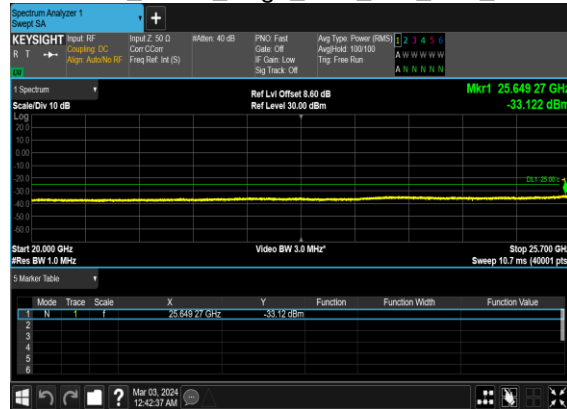 Spectrum Analyzer 1
Swept SA
+
KEYSIGHT Input: RF Input Z: 50 Ω #Atten: 40 dB PNO: Fast Avg Type: Power (RMS) 1 2 3 4 5 6
R T Coupling: DC Corr CCorr Gate: Off Avg|Hold: 100/100 A W W W W W
Align: Auto/No RF Freq Ref: Int (S) IF Gain: Low Trig: Free Run
Sig Track: Off A N N N N N
1 Spectrum Ref Lvl Offset 8.60 dB Mkr1 25.649 27 GHz
Scale/Div 10 dB Ref Level 30.00 dBm -33.122 dBm
Log
20.0
10.0
0.00
-10.0
-20.0
DL1 -25.00
-30.0
-40.0
-50.0
-60.0
Start 20.000 GHz Video BW 3.0 MHz* Stop 25.700 GHz
#Res BW 1.0 MHz Sweep 10.7 ms (40001 pts
5 Marker Table
Mode Trace Scale X Y Function Function Width Function Value
1 N 1 f 25.649 27 GHz -33.12 dBm
2
3
4
5
6
? Mar 03, 2024
12:42:37 AM